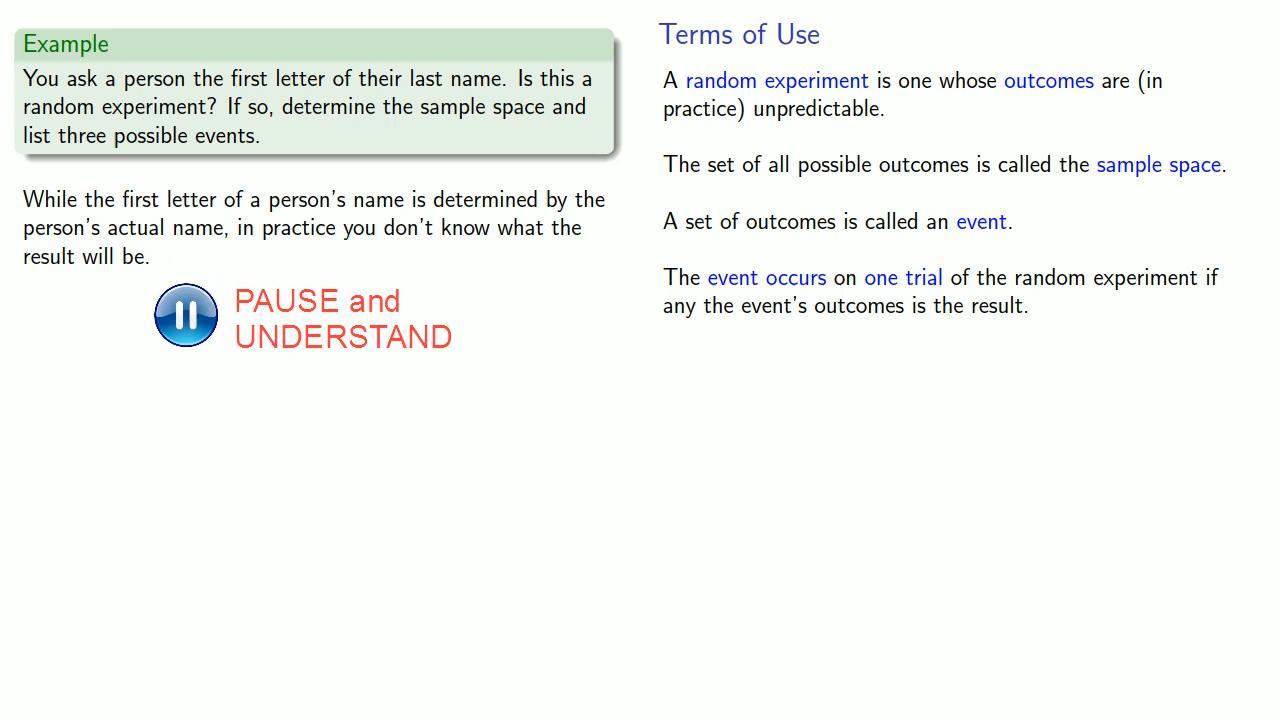 Example
You ask a person the first letter of their last name. Is this a
random experiment? If so, determine the sample space and
list three possible events.
While the first letter of a person's name is determined by the
person's actual name, in practice you don't know what the
result will be.
PAUSE and
UNDERSTAND
Terms of Use
A random experiment is one whose outcomes are (in
practice) unpredictable.
The set of all possible outcomes is called the sample space.
A set of outcomes is called an event.
The event occurs on one trial of the random experiment if
any the event's outcomes is the result.